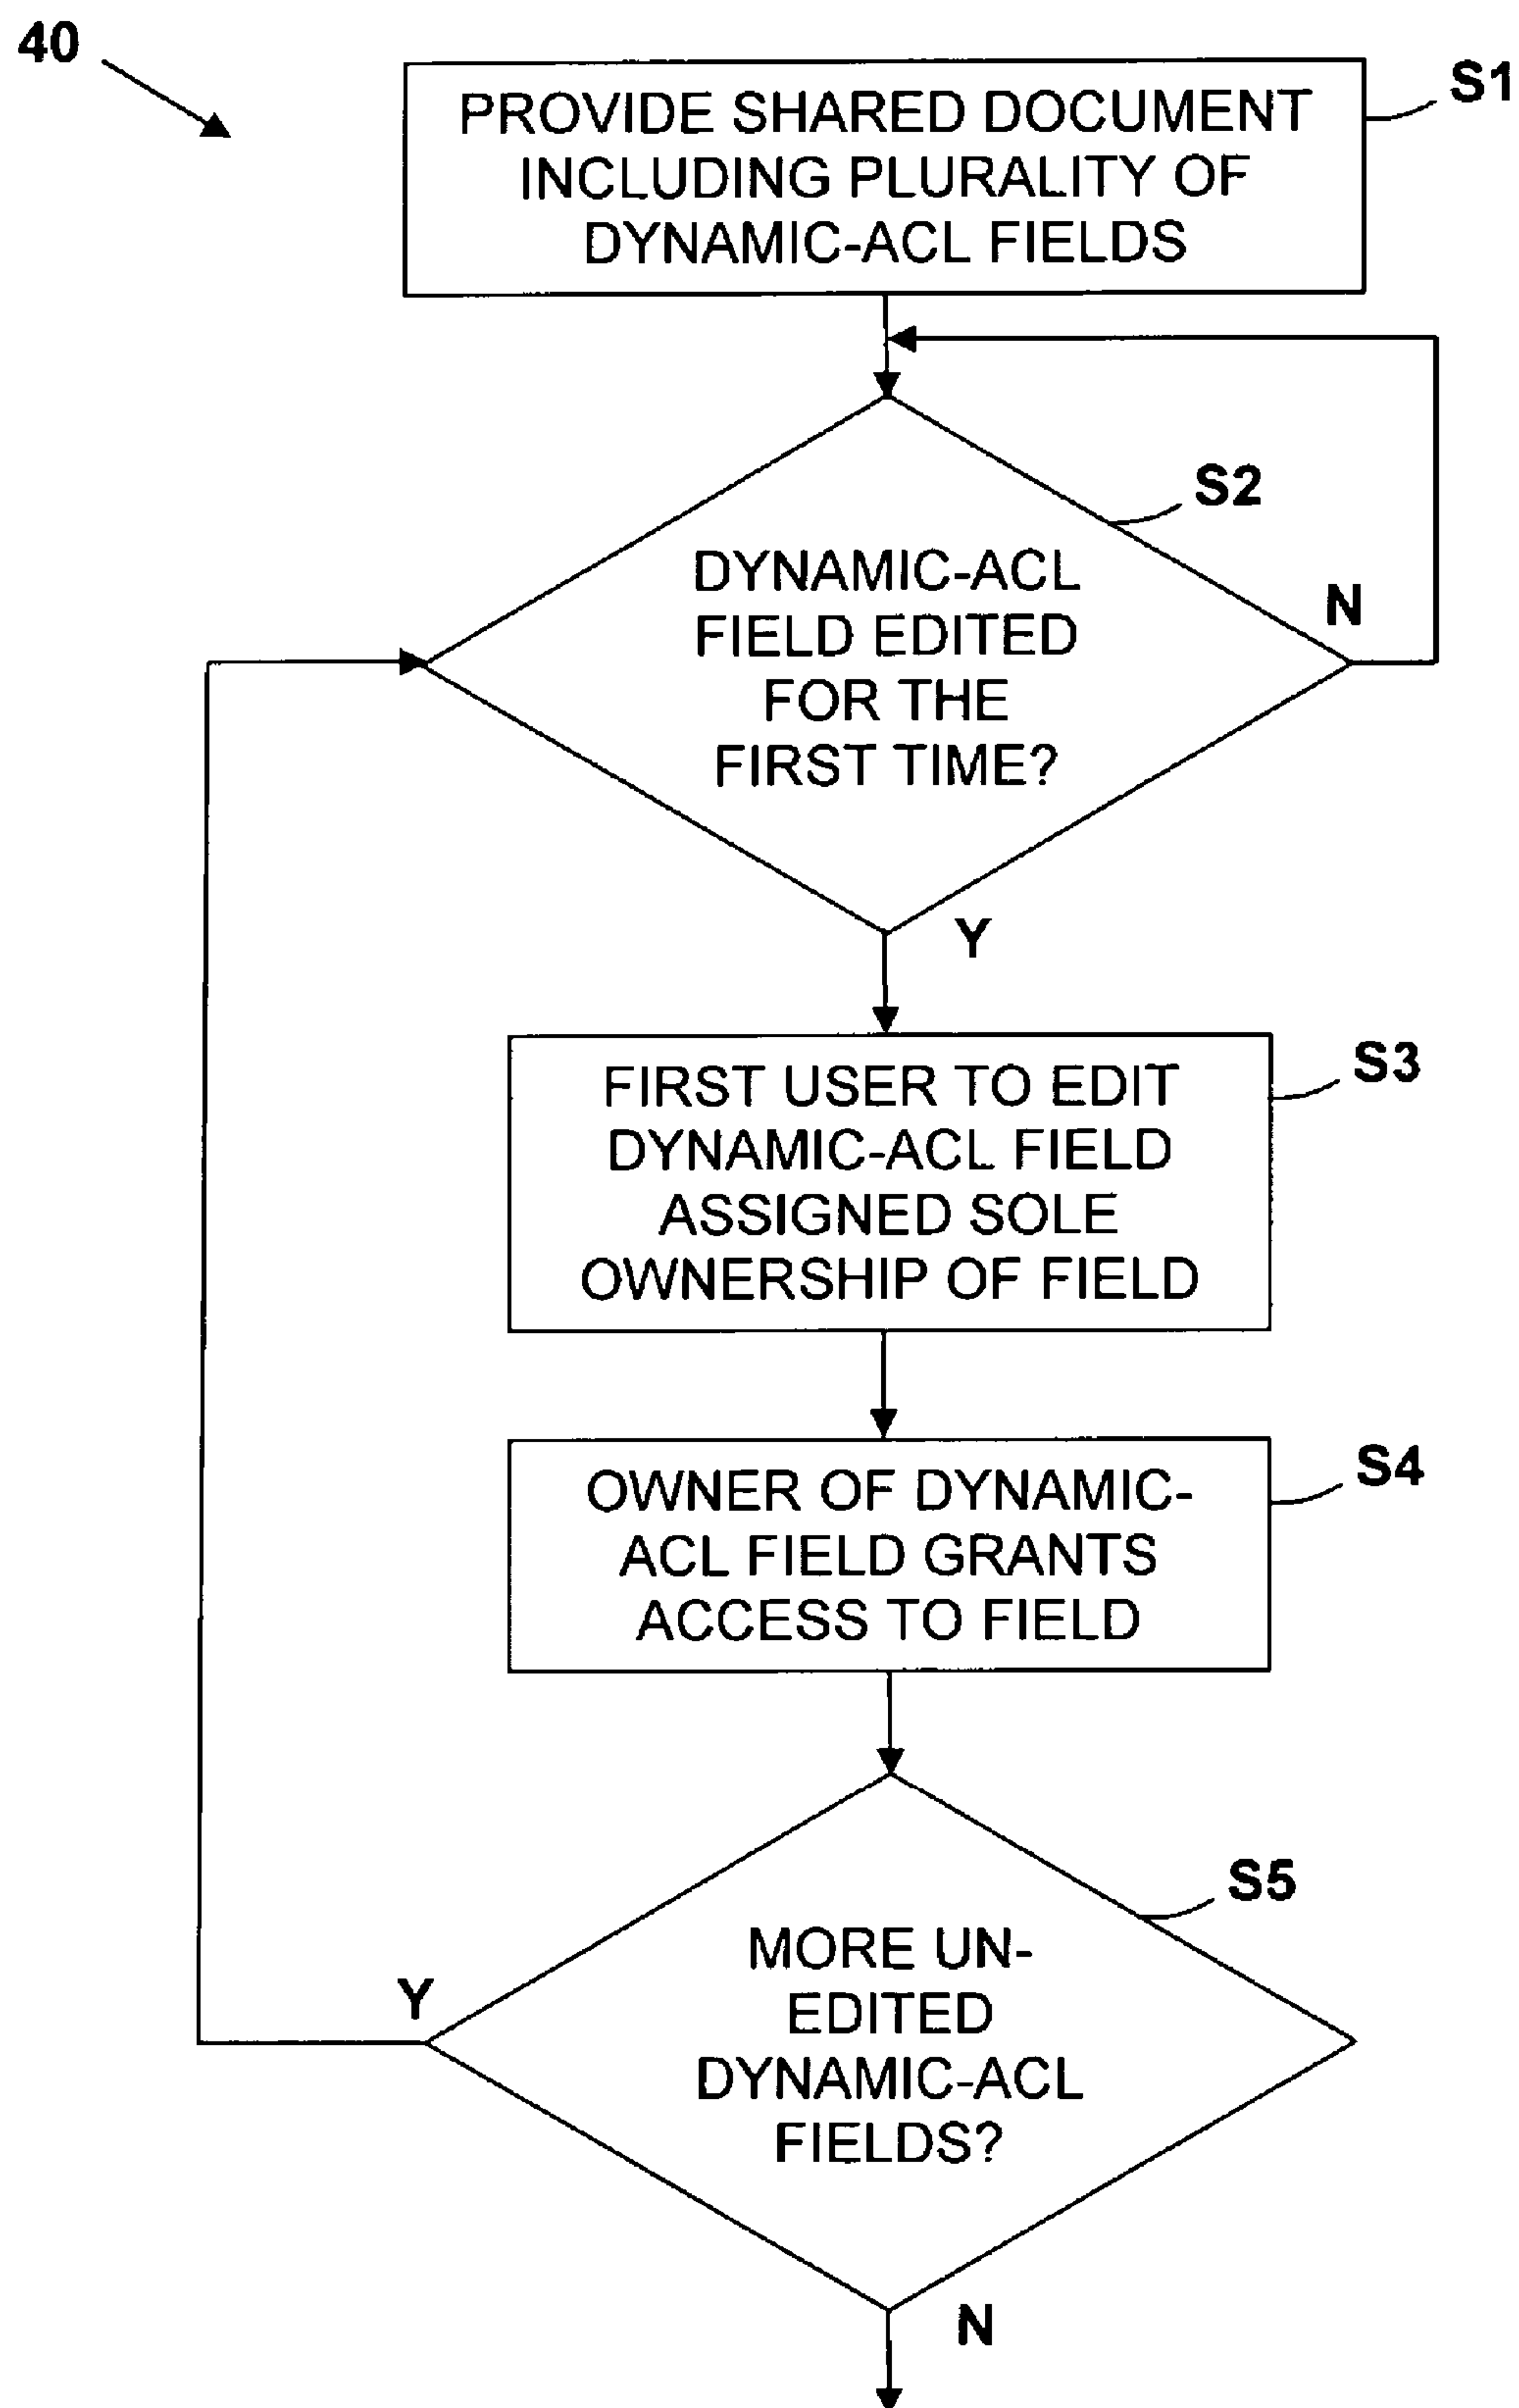 40
S1
PROVIDE SHARED DOCUMENT
INCLUDING PLURALITY OF
DYNAMIC-ACL FIELDS
S2
DYNAMIC-ACL
FIELD EDITED
FOR THE
FIRST TIME?
N
Y
S3
FIRST USER TO EDIT
DYNAMIC-ACL FIELD
ASSIGNED SOLE
OWNERSHIP OF FIELD
S4
OWNER OF DYNAMIC-
ACL FIELD GRANTS
ACCESS TO FIELD
S5
MORE UN-
EDITED
DYNAMIC-ACL
FIELDS?
Y
N